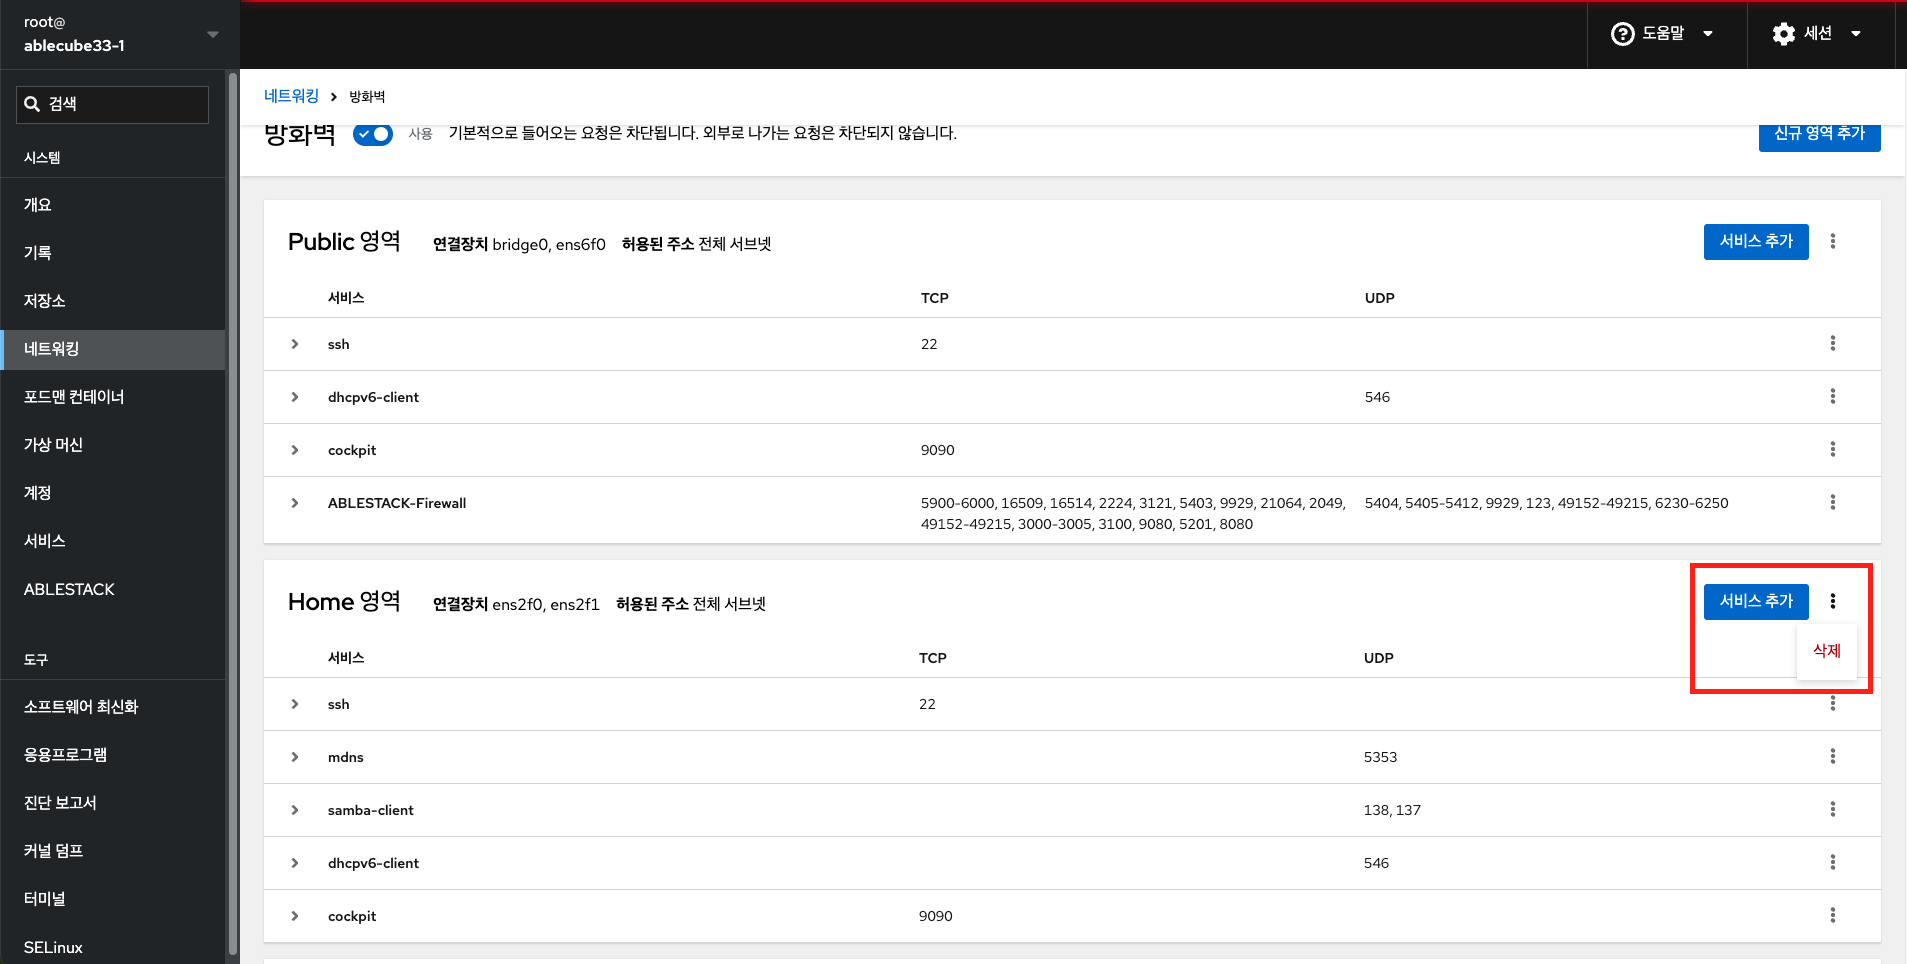 root@
ablecube33-1
도움말
세션
검색
시스템
개요
기록
저장소
네트워킹
포드맨 컨테이너
가상 머신
계정
서비스
ABLESTACK
도구
소프트웨어 최신화
응용프로그램
진단 보고서
커널 덤프
터미널
SELinux
네트워킹 > 방화벽
방화벽 사용 기본적으로 들어오는 요청은 차단됩니다. 외부로 나가는 요청은 차단되지 않습니다. 신규 영역 추가
Public 영역 연결장치 bridge0, ens6f0 허용된 주소 전체 서브넷 서비스 추가
서비스 TCP UDP
ssh 22
dhcpv6-client 546
cockpit 9090
ABLESTACK-Firewall 5900-6000, 16509, 16514, 2224, 3121, 5403, 9929, 21064, 2049, 5404, 5405-5412, 9929, 123, 49152-49215, 6230-6250
49152-49215, 3000-3005, 3100, 9080, 5201, 8080
Home 영역 연결장치 ens2f0, ens2f1 허용된 주소 전체 서브넷 서비스 추가
삭제
서비스 TCP UDP
ssh 22
mdns 5353
samba-client 138, 137
dhcpv6-client 546
cockpit 9090